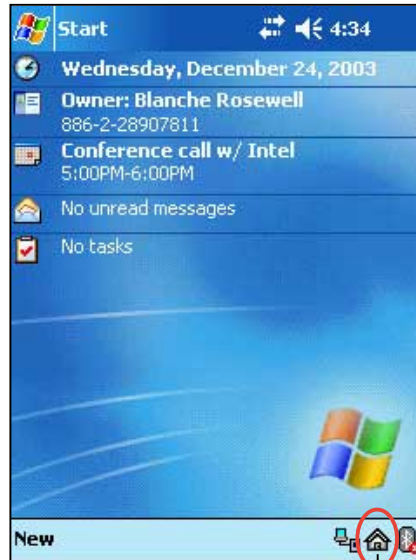 Start 4:34
Wednesday, December 24, 2003
Owner: Blanche Rosewell
886-2-28907811
Conference call w/ Intel
5:00PM-6:00PM
No unread messages
No tasks
New